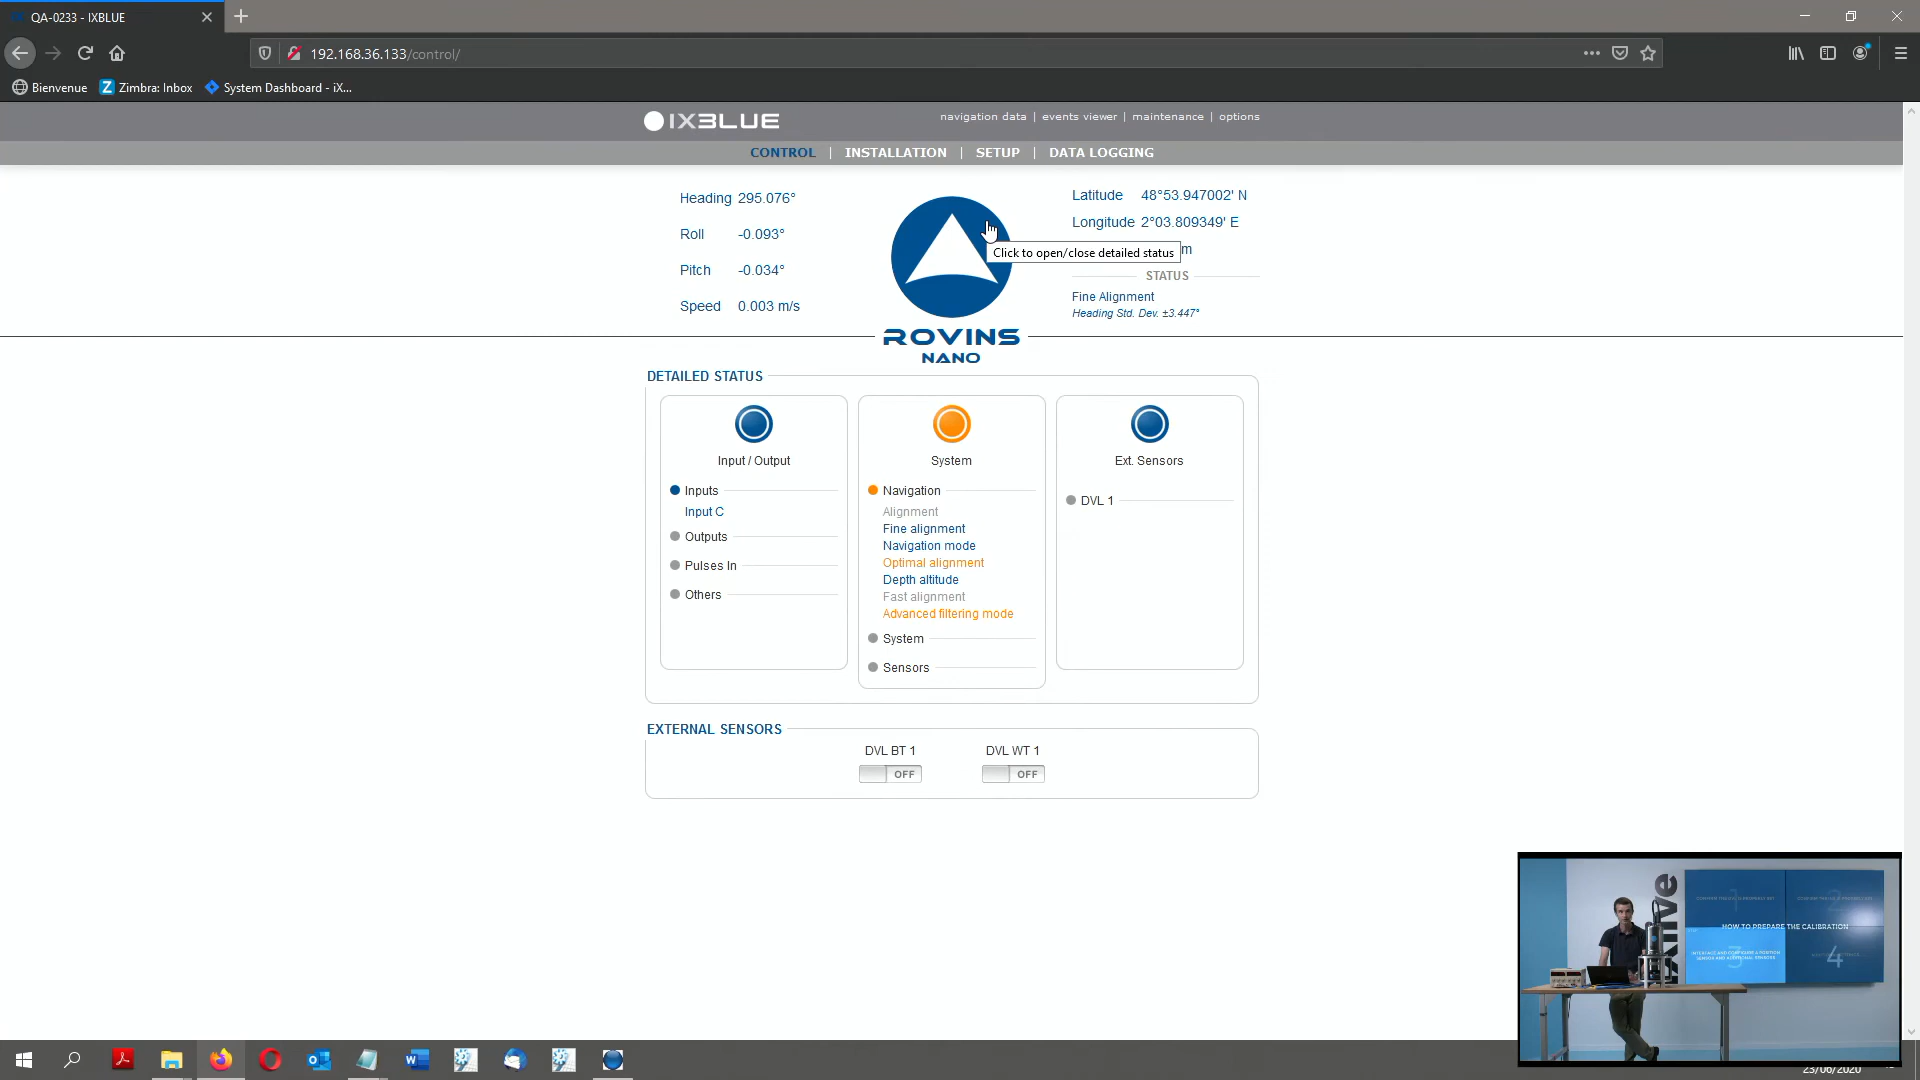 QA-0233 - IXBLUE
192.168.36.133/control/
Bienvenue
Zimbra: Inbox
System Dashboard - iX...
IXBLUE
navigation data | events viewer | maintenance | options
CONTROL | INSTALLATION | SETUP | DATA LOGGING
Heading 295.076°
Roll -0.093°
Pitch -0.034°
Speed 0.003 m/s
Latitude 48°53.947002' N
Longitude 2°03.809349' E
m
Click to open/close detailed status
STATUS
Fine Alignment
Heading Std. Dev. ±3.447°
ROVINS
NANO
DETAILED STATUS
Input / Output
Inputs
Input C
Outputs
Pulses In
Others
System
Navigation
Alignment
Fine alignment
Navigation mode
Optimal alignment
Depth altitude
Fast alignment
Advanced filtering mode
System
Sensors
Ext. Sensors
DVL 1
EXTERNAL SENSORS
DVL BT 1
OFF
DVL WT 1
OFF
HOW TO PREPARE THE CALIBRATION
3
4
23/06/2020